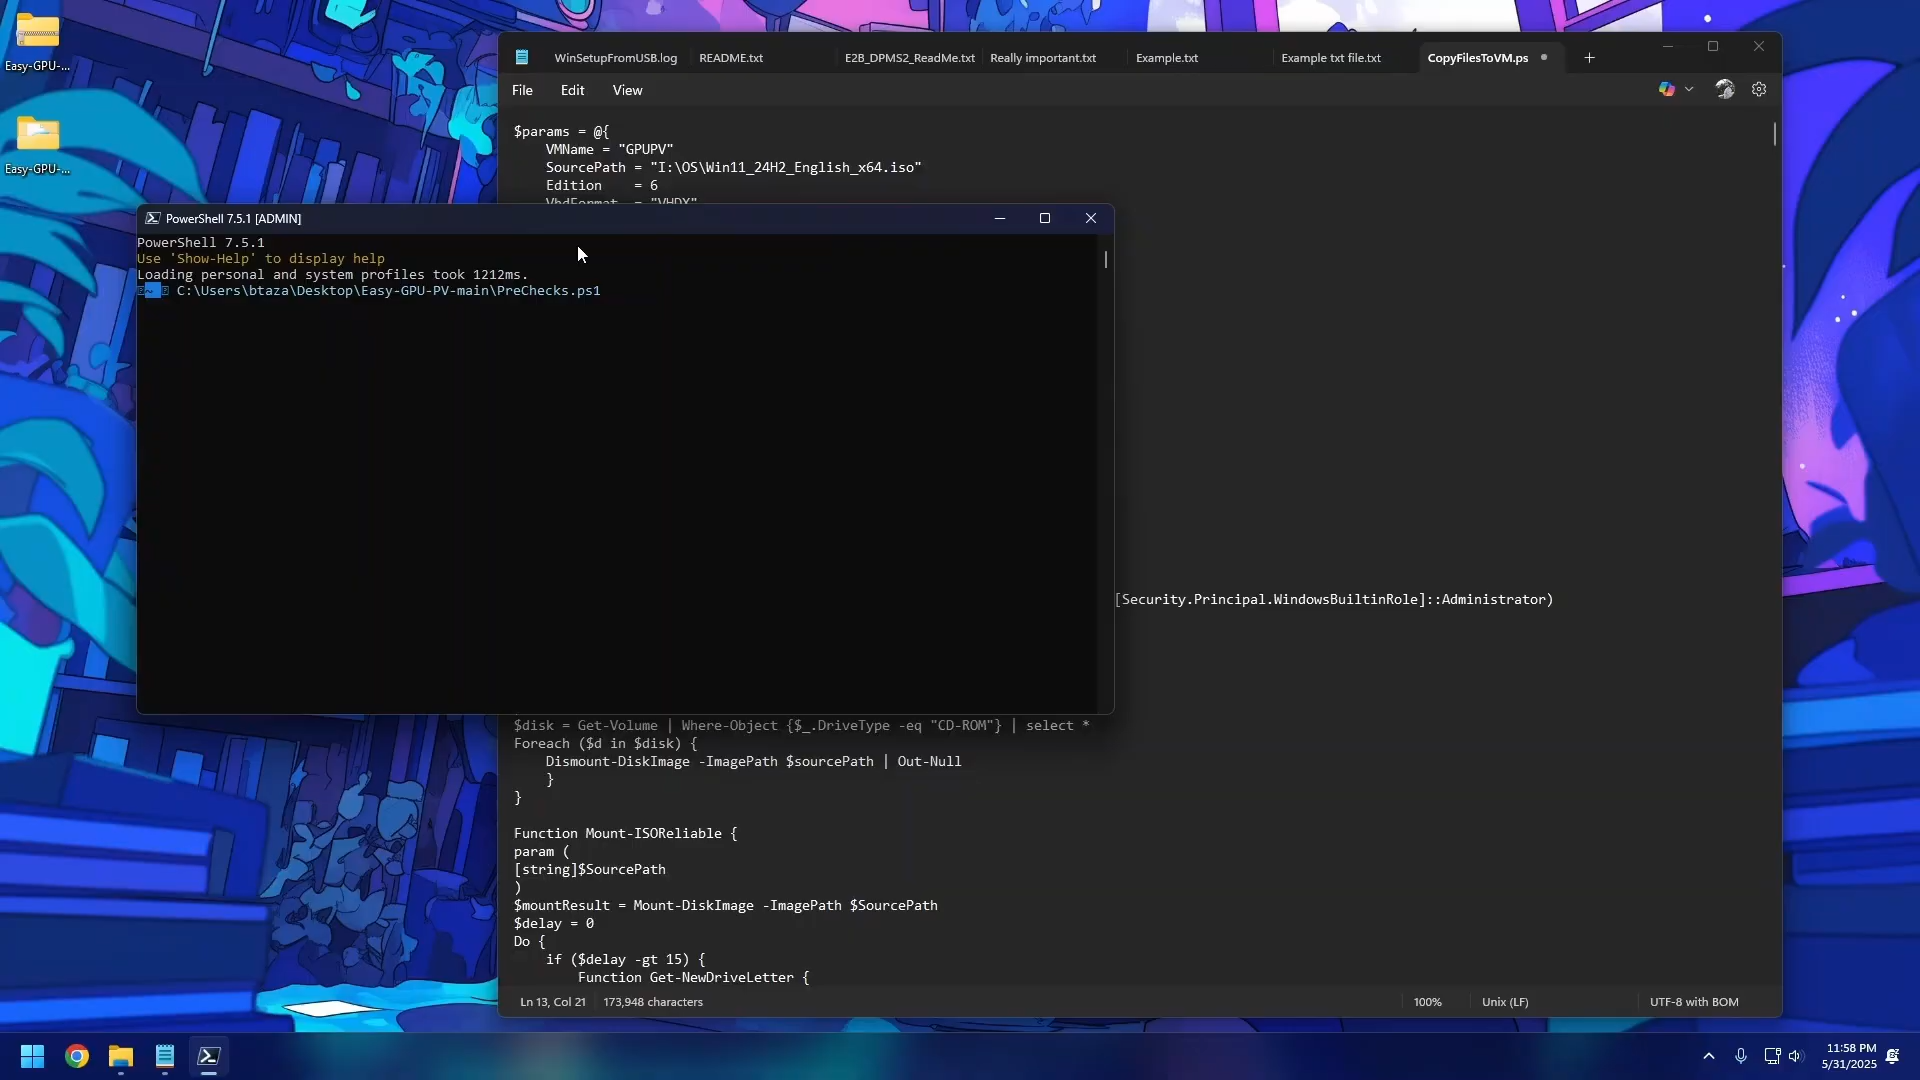 Easy-GPU-...
Easy-GPU-...
WinSetupFromUSB.log
README.txt
E2B_DPMS2_ReadMe.txt
Really important.txt
Example.txt
Example txt file.txt
CopyFilesToVM.ps
File
Edit
View
$params = @{
VMName = "GPUPV"
SourcePath = "I:\OS\Win11_24H2_English_x64.iso"
Edition    = 6
VhdFormat  = "VHDX"
PowerShell 7.5.1 [ADMIN]
PowerShell 7.5.1
Use 'Show-Help' to display help
Loading personal and system profiles took 1212ms.
~ C:\Users\btaza\Desktop\Easy-GPU-PV-main\PreChecks.ps1
[Security.Principal.WindowsBuiltinRole]::Administrator)
$disk = Get-Volume | Where-Object {$_.DriveType -eq "CD-ROM"} | select *
Foreach ($d in $disk) {
Dismount-DiskImage -ImagePath $sourcePath | Out-Null
}
}
Function Mount-ISOReliable {
param (
[string]$SourcePath
)
$mountResult = Mount-DiskImage -ImagePath $SourcePath
$delay = 0
Do {
if ($delay -gt 15) {
Function Get-NewDriveLetter {
Ln 13, Col 21
173,948 characters
100%
Unix (LF)
UTF-8 with BOM
11:58 PM
5/31/2025